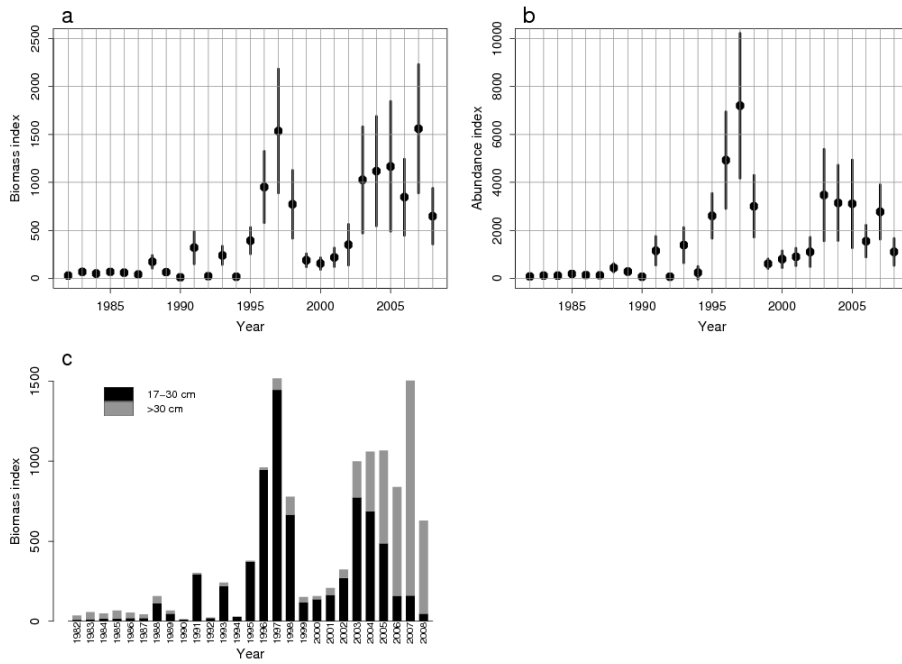 a
2500
2000
1500
1000
500
0
Biomass index
1985 1990 1995 2000 2005
Year
b
10000
8000
6000
4000
2000
0
Abundance index
1985 1990 1995 2000 2005
Year
c
1500
1000
500
0
Biomass index
17−30 cm
>30 cm
1982 1983 1984 1985 1986 1987 1988 1989 1990 1991 1992 1993 1994 1995 1996 1997 1998 1999 2000 2001 2002 2003 2004 2005 2006 2007 2008
Year